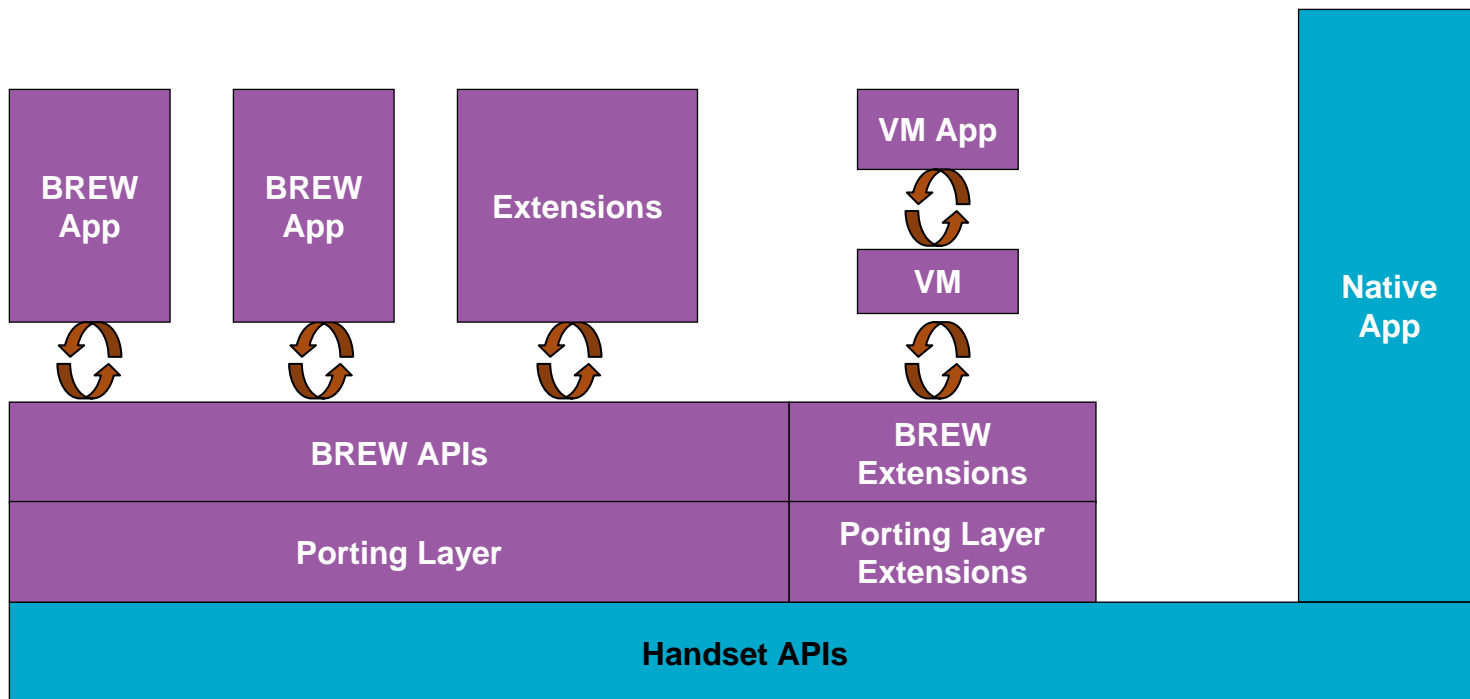 BREW
App
BREW
App
Extensions
VM App
VM
Native
App
BREW APIs
BREW
Extensions
Porting Layer
Porting Layer
Extensions
Handset APIs